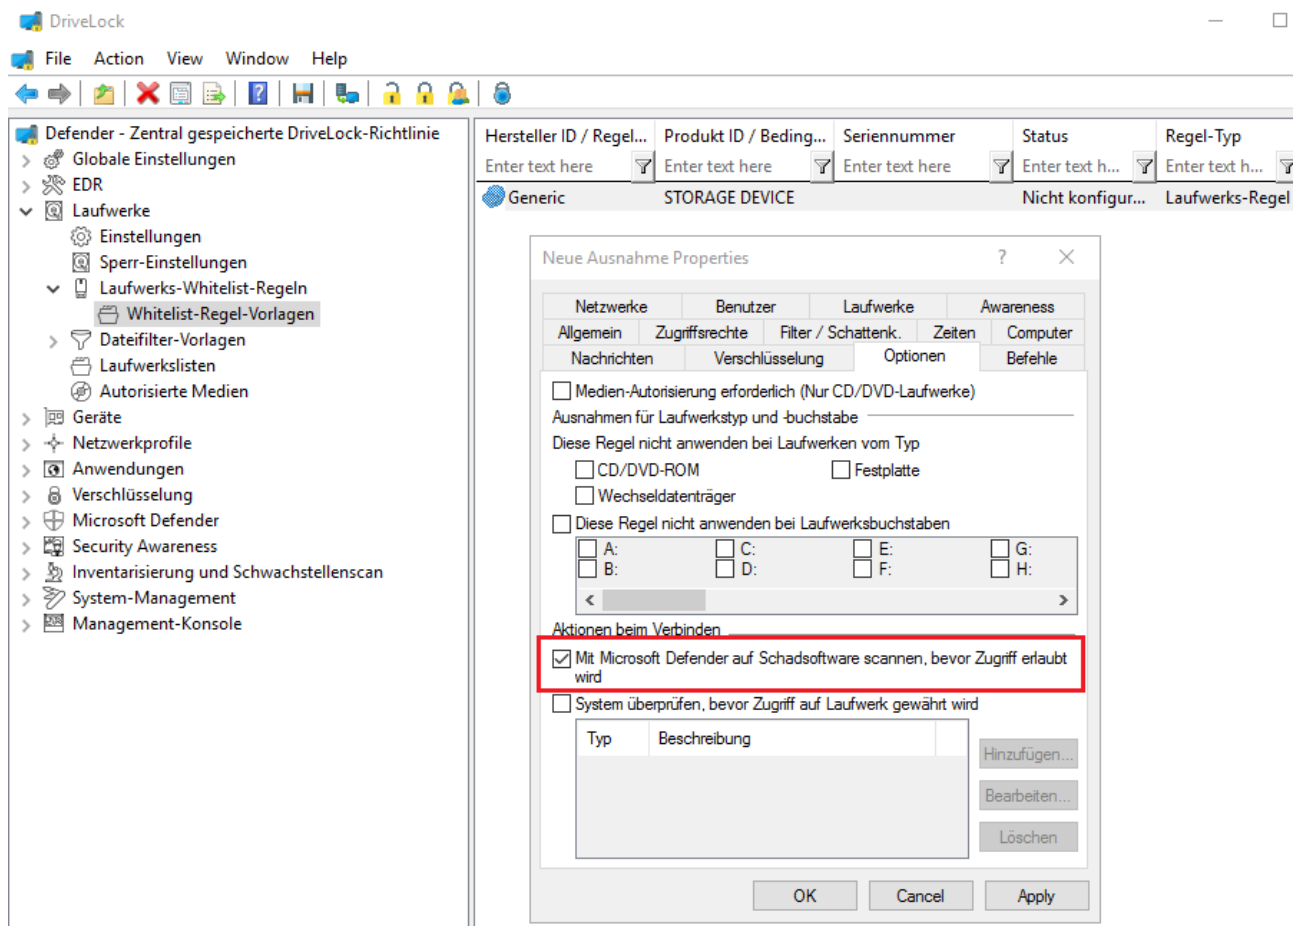 DriveLock
File Action View Window Help
Defender - Zentral gespeicherte DriveLock-Richtlinie
Globale Einstellungen
EDR
Laufwerke
Einstellungen
Sperr-Einstellungen
Laufwerks-Whitelist-Regeln
Whitelist-Regel-Vorlagen
Dateifilter-Vorlagen
Laufwerkslisten
Autorisierte Medien
Geräte
Netzwerkprofile
Anwendungen
Verschlüsselung
Microsoft Defender
Security Awareness
Inventarisierung und Schwachstellenscan
System-Management
Management-Konsole
Hersteller ID / Regel... Produkt ID / Beding... Seriennummer Status Regel-Typ
Enter text here Enter text here Enter text here Enter text h... Enter text h...
Generic STORAGE DEVICE Nicht konfigur... Laufwerks-Regel
Neue Ausnahme Properties ?
Netzwerke Benutzer Laufwerke Awareness
Allgemein Zugriffsrechte Filter / Schattenk. Zeiten Computer
Nachrichten Verschlüsselung Optionen Befehle
Medien-Autorisierung erforderlich (Nur CD/DVD-Laufwerke)
Ausnahmen für Laufwerkstyp und -buchstabe
Diese Regel nicht anwenden bei Laufwerken vom Typ
CD/DVD-ROM Festplatte
Wechseldatenträger
Diese Regel nicht anwenden bei Laufwerksbuchstaben
A: C: E: G:
B: D: F: H:
Aktionen beim Verbinden
Mit Microsoft Defender auf Schadsoftware scannen, bevor Zugriff erlaubt
wird
System überprüfen, bevor Zugriff auf Laufwerk gewährt wird
Typ Beschreibung
Hinzufügen...
Bearbeiten...
Löschen
OK Cancel Apply